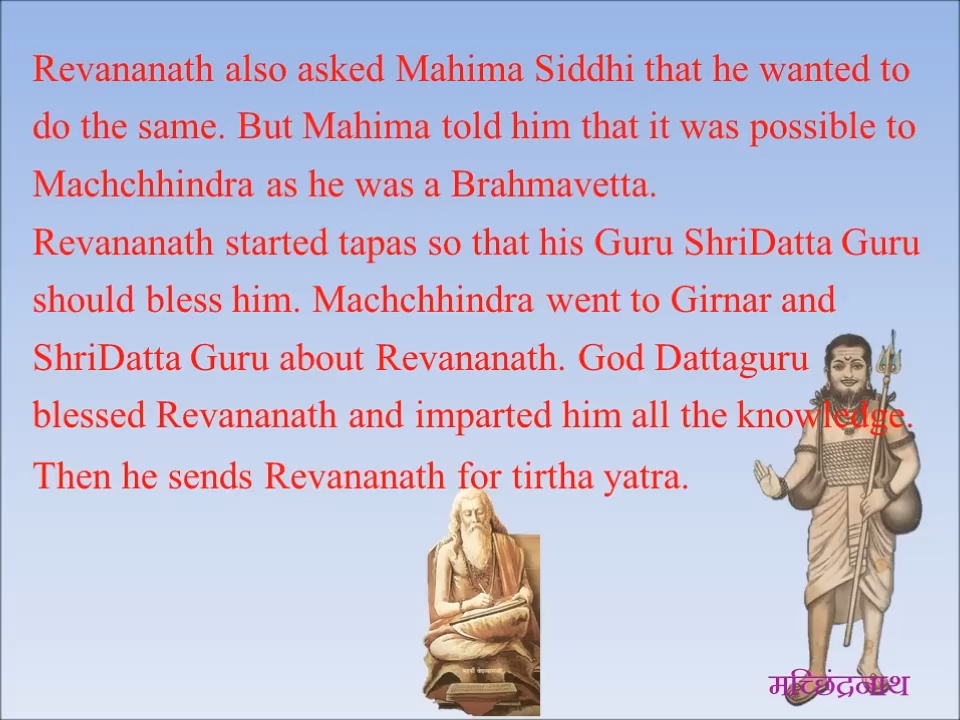 Revananath also asked Mahima Siddhi that he wanted to
do the same. But Mahima told him that it was possible to
Machchhindra as he was a Brahmavetta.
Revananath started tapas so that his Guru ShriDatta Guru
should bless him. Machchhindra went to Girnar and
ShriDatta Guru about Revananath. God Dattaguru
blessed Revananath and imparted him all the knowledge.
Then he sends Revananath for tirtha yatra.
मच्छिंद्रनाथ